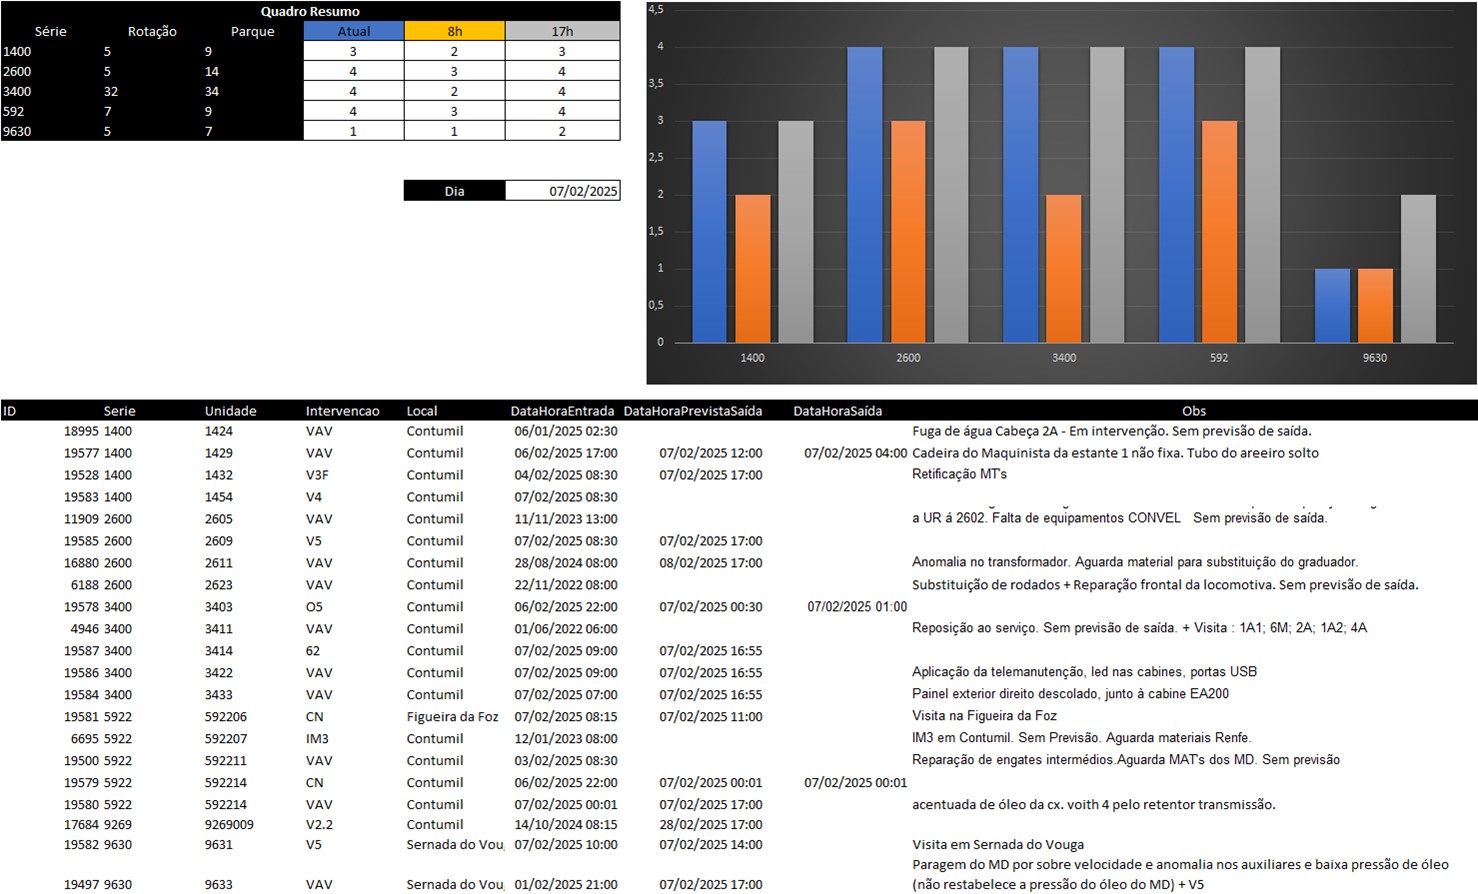 Quadro Resumo
Série Rotação Parque Atual 8h 17h
1400 5 9 3 2 3
2600 5 14 4 3 4
3400 32 34 4 2 4
592 7 9 4 3 4
9630 5 7 1 1 2
Dia 07/02/2025
4,5
4
3,5
3
2,5
2
1,5
1
0,5
0
1400 2600 3400 592 9630
ID Serie Unidade Intervencao Local DataHoraEntrada DataHoraPrevistaSaída DataHoraSaída Obs
18995 1400 1424 VAV Contumil 06/01/2025 02:30 Fuga de água Cabeça 2A - Em intervenção. Sem previsão de saída.
19577 1400 1429 VAV Contumil 06/02/2025 17:00 07/02/2025 12:00 07/02/2025 04:00 Cadeira do Maquinista da estante 1 não fixa. Tubo do areeiro solto
19528 1400 1432 V3F Contumil 04/02/2025 08:30 07/02/2025 17:00 Retificação MT's
19583 1400 1454 V4 Contumil 07/02/2025 08:30
11909 2600 2605 VAV Contumil 11/11/2023 13:00 a UR á 2602. Falta de equipamentos CONVEL Sem previsão de saída.
19585 2600 2609 V5 Contumil 07/02/2025 08:30 07/02/2025 17:00
16880 2600 2611 VAV Contumil 28/08/2024 08:00 08/02/2025 17:00 Anomalia no transformador. Aguarda material para substituição do graduador.
6188 2600 2623 VAV Contumil 22/11/2022 08:00 Substituição de rodados + Reparação frontal da locomotiva. Sem previsão de saída.
19578 3400 3403 O5 Contumil 06/02/2025 22:00 07/02/2025 00:30 07/02/2025 01:00
4946 3400 3411 VAV Contumil 01/06/2022 06:00 Reposição ao serviço. Sem previsão de saída. + Visita : 1A1; 6M; 2A; 1A2; 4A
19587 3400 3414 62 Contumil 07/02/2025 09:00 07/02/2025 16:55
19586 3400 3422 VAV Contumil 07/02/2025 09:00 07/02/2025 16:55 Aplicação da telemanutenção, led nas cabines, portas USB
19584 3400 3433 VAV Contumil 07/02/2025 07:00 07/02/2025 16:55 Painel exterior direito descolado, junto à cabine EA200
19581 5922 592206 CN Figueira da Foz 07/02/2025 08:15 07/02/2025 11:00 Visita na Figueira da Foz
6695 5922 592207 IM3 Contumil 12/01/2023 08:00 IM3 em Contumil. Sem Previsão. Aguarda materiais Renfe.
19500 5922 592211 VAV Contumil 03/02/2025 08:30 Reparação de engates intermédios.Aguarda MAT's dos MD. Sem previsão
19579 5922 592214 CN Contumil 06/02/2025 22:00 07/02/2025 00:01 07/02/2025 00:01
19580 5922 592214 VAV Contumil 07/02/2025 00:01 07/02/2025 17:00 acentuada de óleo da cx. voith 4 pelo retentor transmissão.
17684 9269 9269009 V2.2 Contumil 14/10/2024 08:15 28/02/2025 17:00
19582 9630 9631 V5 Sernada do Vou 07/02/2025 10:00 07/02/2025 14:00 Visita em Sernada do Vouga
Paragem do MD por sobre velocidade e anomalia nos auxiliares e baixa pressão de óleo
19497 9630 9633 VAV Sernada do Vou 01/02/2025 21:00 07/02/2025 17:00 (não restabelece a pressão do óleo do MD) + V5